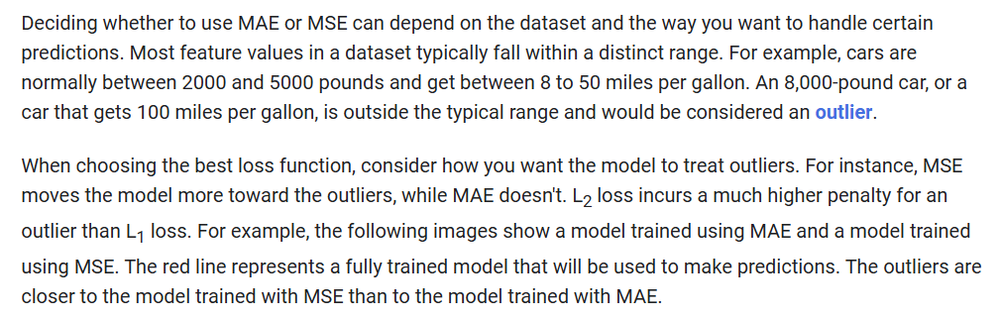 Deciding whether to use MAE or MSE can depend on the dataset and the way you want to handle certain
predictions. Most feature values in a dataset typically fall within a distinct range. For example, cars are
normally between 2000 and 5000 pounds and get between 8 to 50 miles per gallon. An 8,000-pound car, or a
car that gets 100 miles per gallon, is outside the typical range and would be considered an outlier.
When choosing the best loss function, consider how you want the model to treat outliers. For instance, MSE
moves the model more toward the outliers, while MAE doesn't. L₂ loss incurs a much higher penalty for an
outlier than L₁ loss. For example, the following images show a model trained using MAE and a model trained
using MSE. The red line represents a fully trained model that will be used to make predictions. The outliers are
closer to the model trained with MSE than to the model trained with MAE.